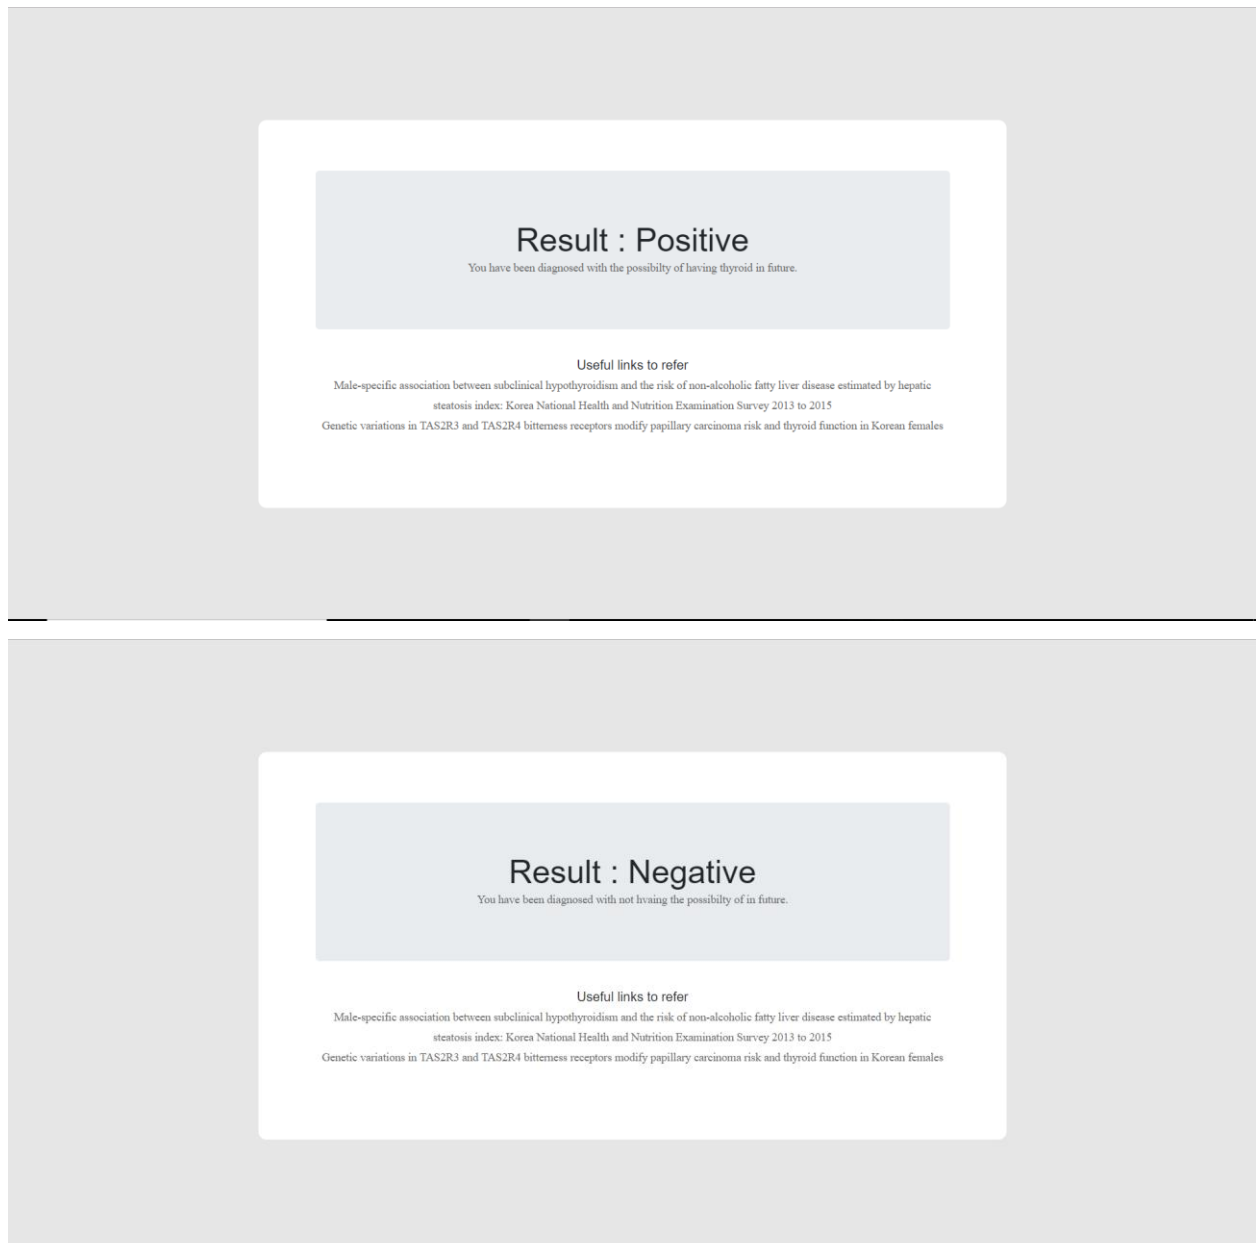 Result : Positive
You have been diagnosed with the possibilty of having thyroid in future.
Useful links to refer
Male-specific association between subclinical hypothyroidism and the risk of non-alcoholic fatty liver disease estimated by hepatic
steatosis index: Korea National Health and Nutrition Examination Survey 2013 to 2015
Genetic variations in TAS2R3 and TAS2R4 bitterness receptors modify papillary carcinoma risk and thyroid function in Korean females
Result : Negative
You have been diagnosed with not hvaing the possibilty of in future.
Useful links to refer
Male-specific association between subclinical hypothyroidism and the risk of non-alcoholic fatty liver disease estimated by hepatic
steatosis index: Korea National Health and Nutrition Examination Survey 2013 to 2015
Genetic variations in TAS2R3 and TAS2R4 bitterness receptors modify papillary carcinoma risk and thyroid function in Korean females